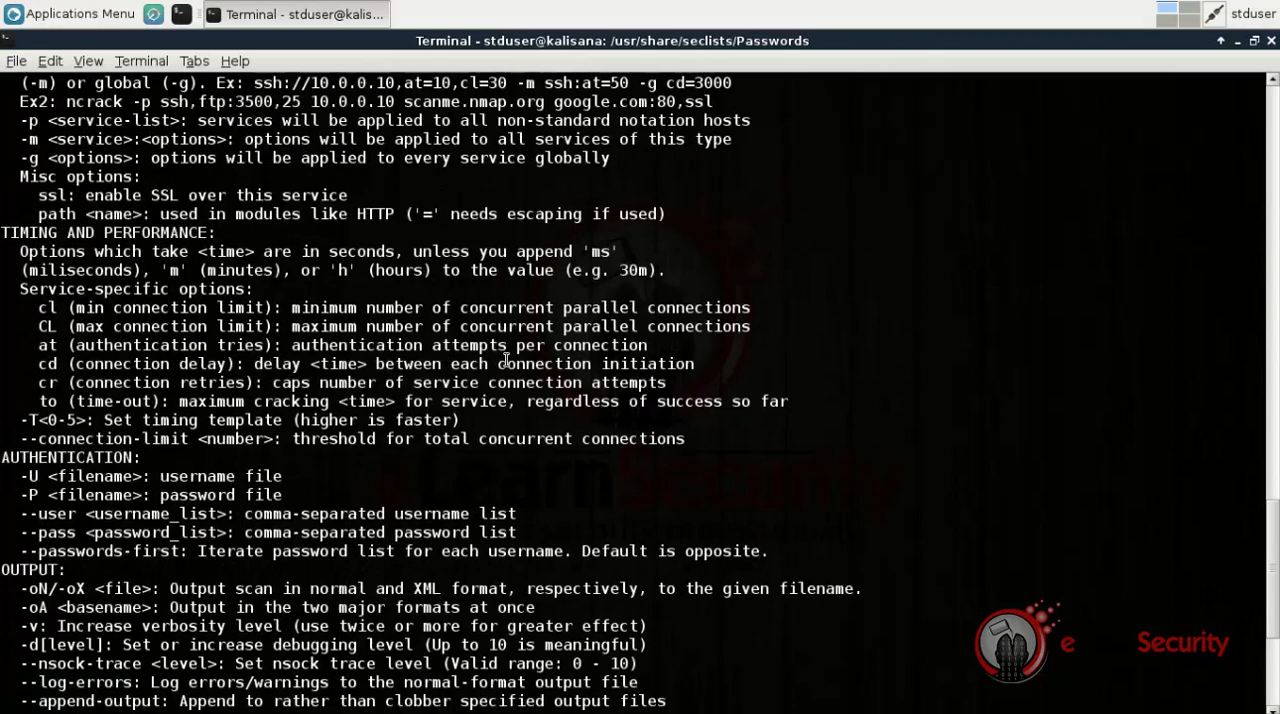 Applications Menu
Terminal - stduser@kalis...
stduser
Terminal - stduser@kalisana: /usr/share/seclists/Passwords
File Edit View Terminal Tabs Help
(-m) or global (-g). Ex: ssh://10.0.0.10,at=10,cl=30 -m ssh:at=50 -g cd=3000
Ex2: ncrack -p ssh,ftp:3500,25 10.0.0.10 scanme.nmap.org google.com:80,ssl
-p <service-list>: services will be applied to all non-standard notation hosts
-m <service>:<options>: options will be applied to all services of this type
-g <options>: options will be applied to every service globally
Misc options:
ssl: enable SSL over this service
path <name>: used in modules like HTTP ('=' needs escaping if used)
TIMING AND PERFORMANCE:
Options which take <time> are in seconds, unless you append 'ms'
(miliseconds), 'm' (minutes), or 'h' (hours) to the value (e.g. 30m).
Service-specific options:
cl (min connection limit): minimum number of concurrent parallel connections
CL (max connection limit): maximum number of concurrent parallel connections
at (authentication tries): authentication attempts per connection
cd (connection delay): delay <time> between each connection initiation
cr (connection retries): caps number of service connection attempts
to (time-out): maximum cracking <time> for service, regardless of success so far
-T<0-5>: Set timing template (higher is faster)
--connection-limit <number>: threshold for total concurrent connections
AUTHENTICATION:
-U <filename>: username file
-P <filename>: password file
--user <username_list>: comma-separated username list
--pass <password_list>: comma-separated password list
--passwords-first: Iterate password list for each username. Default is opposite.
OUTPUT:
-oN/-oX <file>: Output scan in normal and XML format, respectively, to the given filename.
-oA <basename>: Output in the two major formats at once
-v: Increase verbosity level (use twice or more for greater effect)
-d[level]: Set or increase debugging level (Up to 10 is meaningful)
--nsock-trace <level>: Set nsock trace level (Valid range: 0 - 10)
--log-errors: Log errors/warnings to the normal-format output file
--append-output: Append to rather than clobber specified output files
eLearnSecurity
e Security